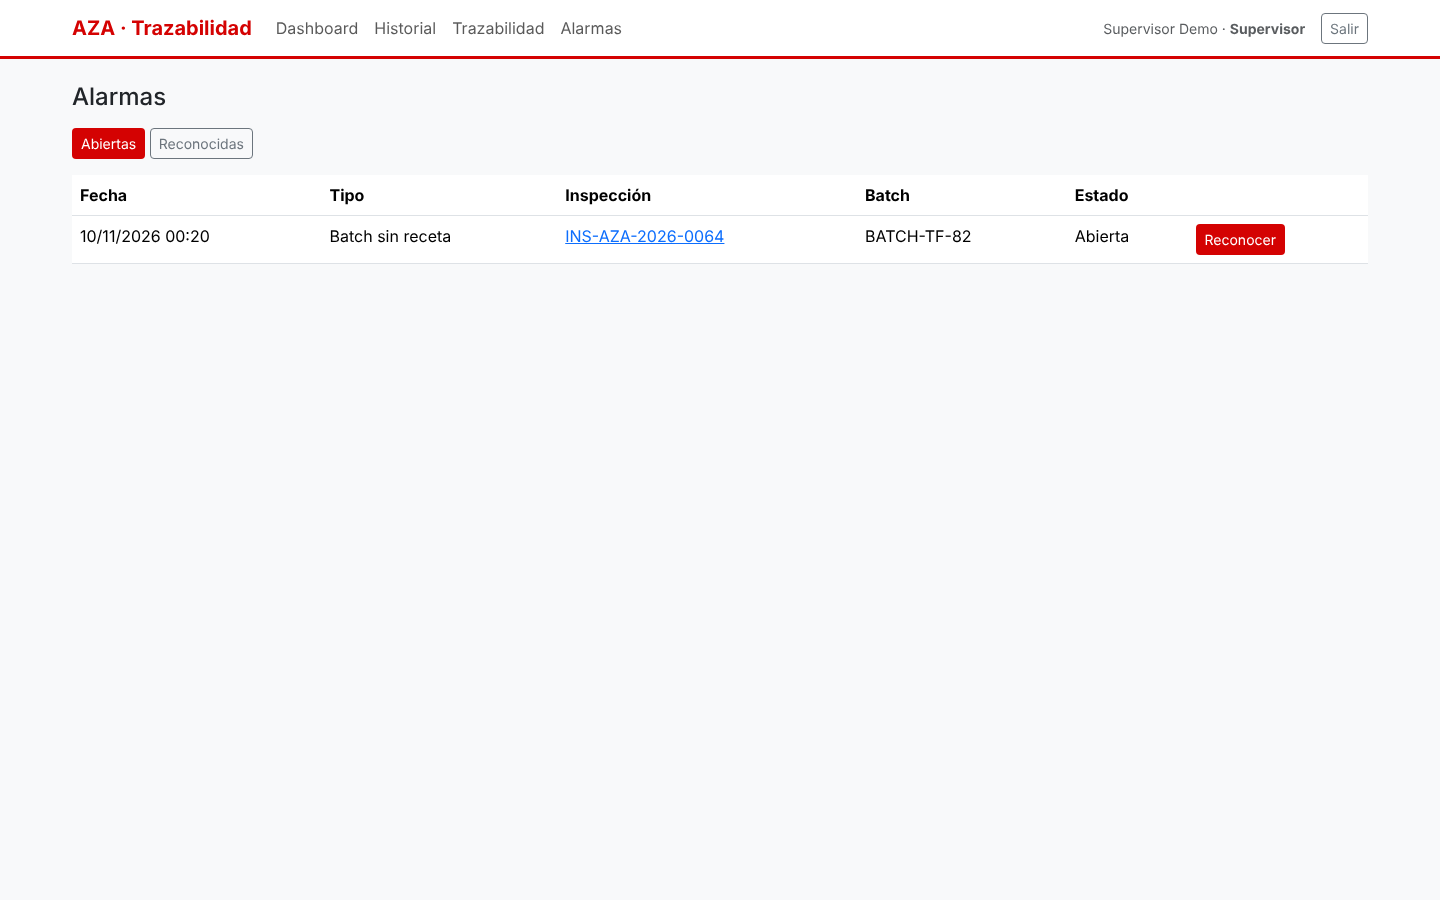 AZA · Trazabilidad Dashboard Historial Trazabilidad Alarmas Supervisor Demo · Supervisor Salir
Alarmas
Abiertas Reconocidas
Fecha Tipo Inspección Batch Estado
10/11/2026 00:20 Batch sin receta INS-AZA-2026-0064 BATCH-TF-82 Abierta Reconocer